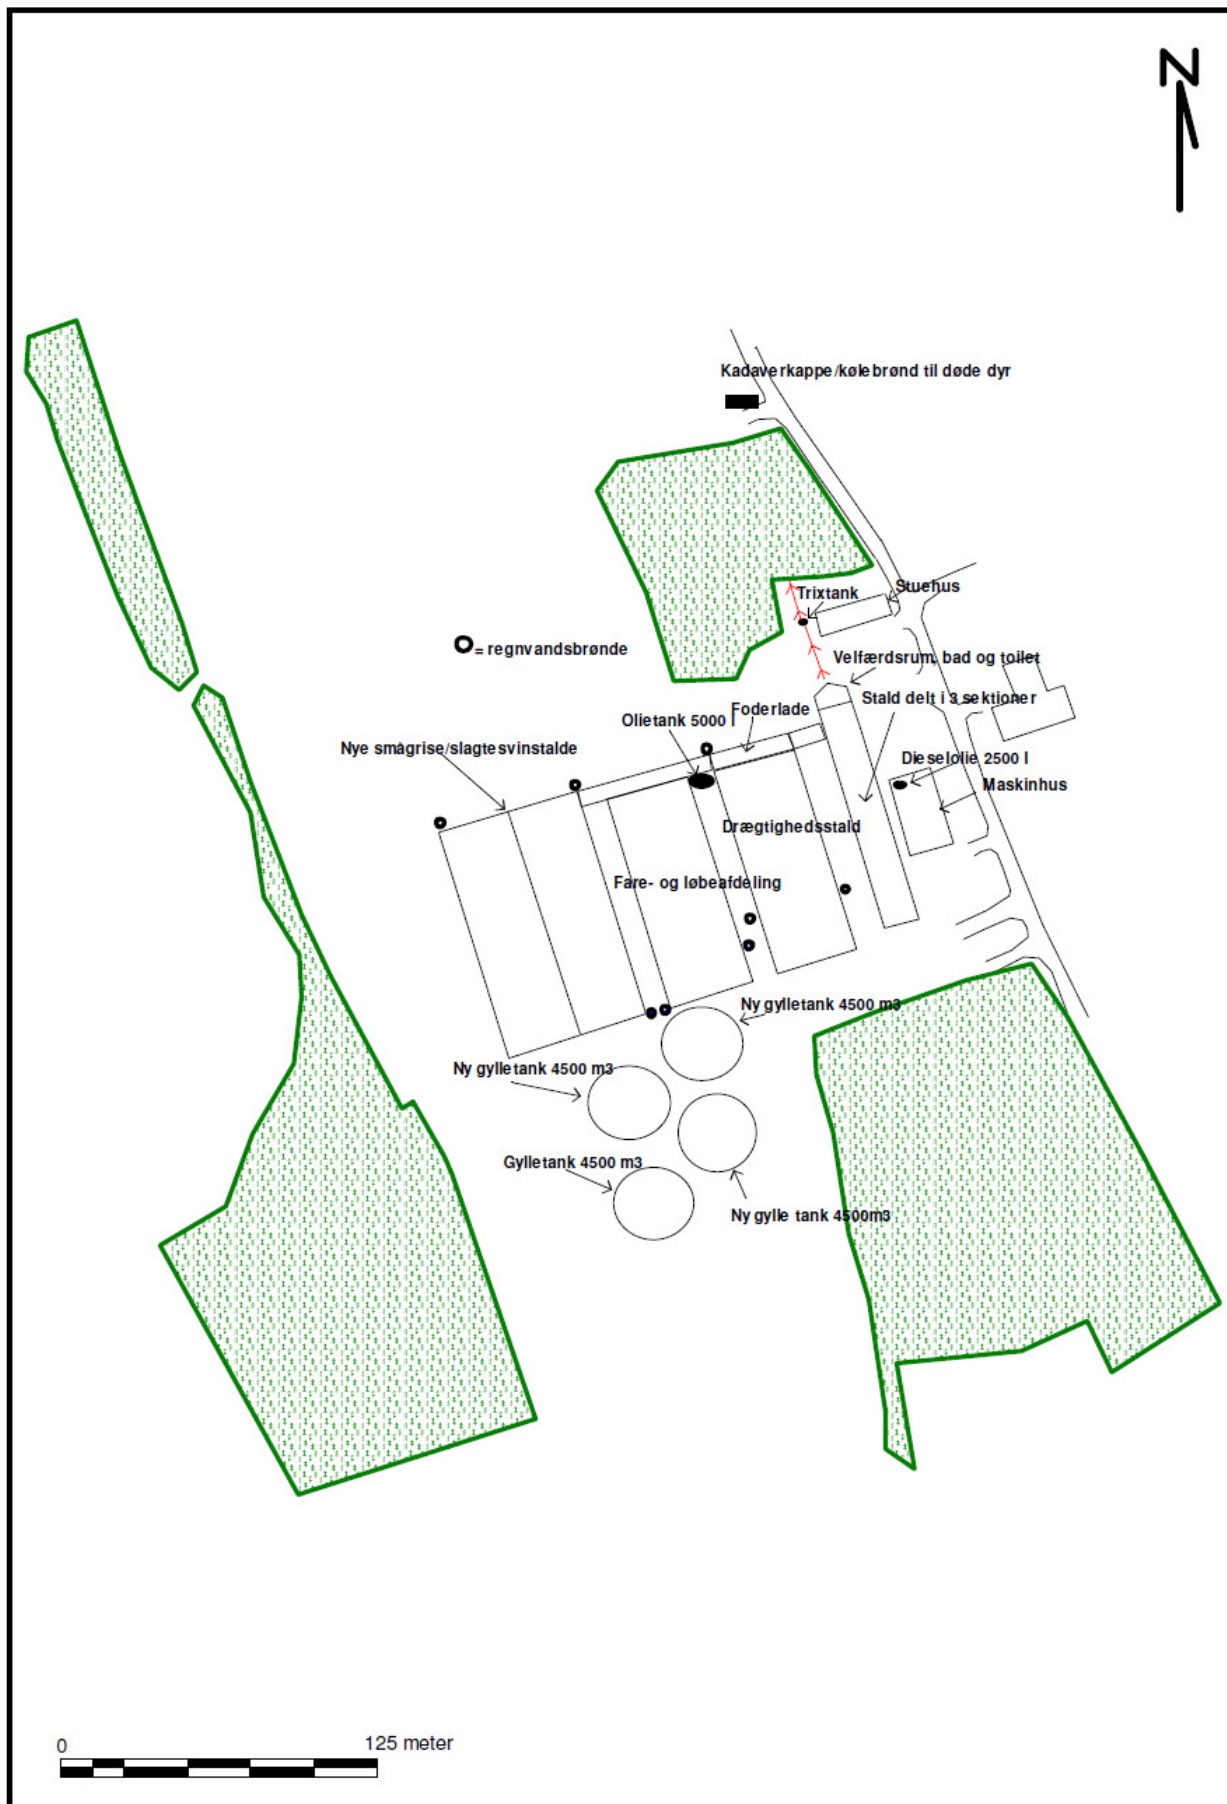 N
Kadaverkappe/kølebrønd til døde dyr
Trixtank
Stuehus
= regnvandsbrønde
Velfærdsrum, bad og toilet
Stald delt i 3 sektioner
Foderlade
Olietank 5000 l
Nye smågrise/slagtesvinstalde
Dieselolie 2500 l
Maskinhus
Drægtighedsstald
Fare- og løbeafdeling
Ny gylletank 4500 m3
Ny gylletank 4500 m3
Gylletank 4500 m3
Ny gylle tank 4500m3
0 125 meter